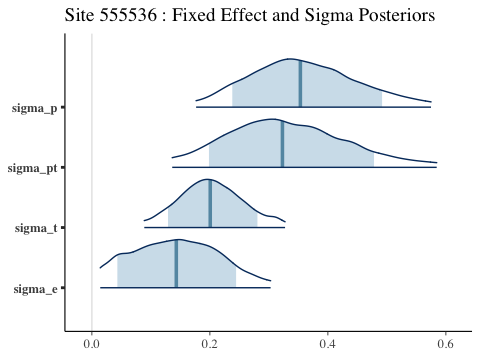 Site 555536 : Fixed Effect and Sigma Posteriors
sigma_p
sigma_pt
sigma_t
sigma_e
0.0 0.2 0.4 0.6